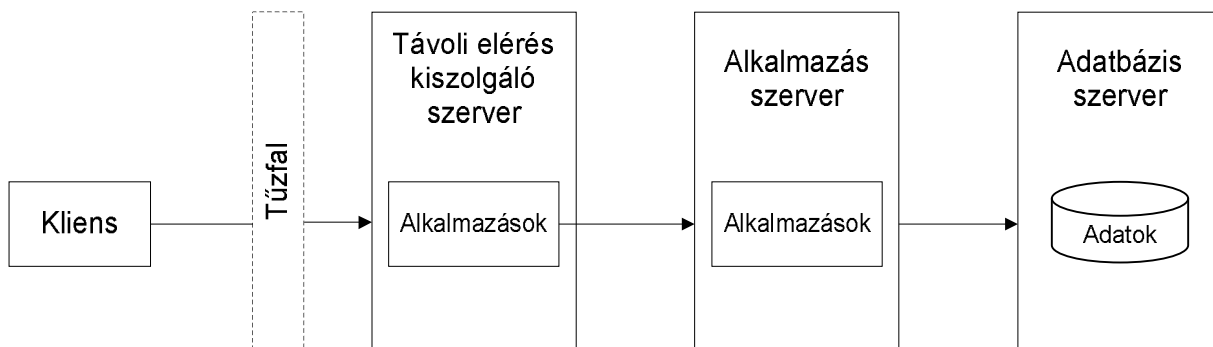 Kliens
Tűzfal
Távoli elérés
kiszolgáló
szerver
Alkalmazások
Alkalmazás
szerver
Alkalmazások
Adatbázis
szerver
Adatok